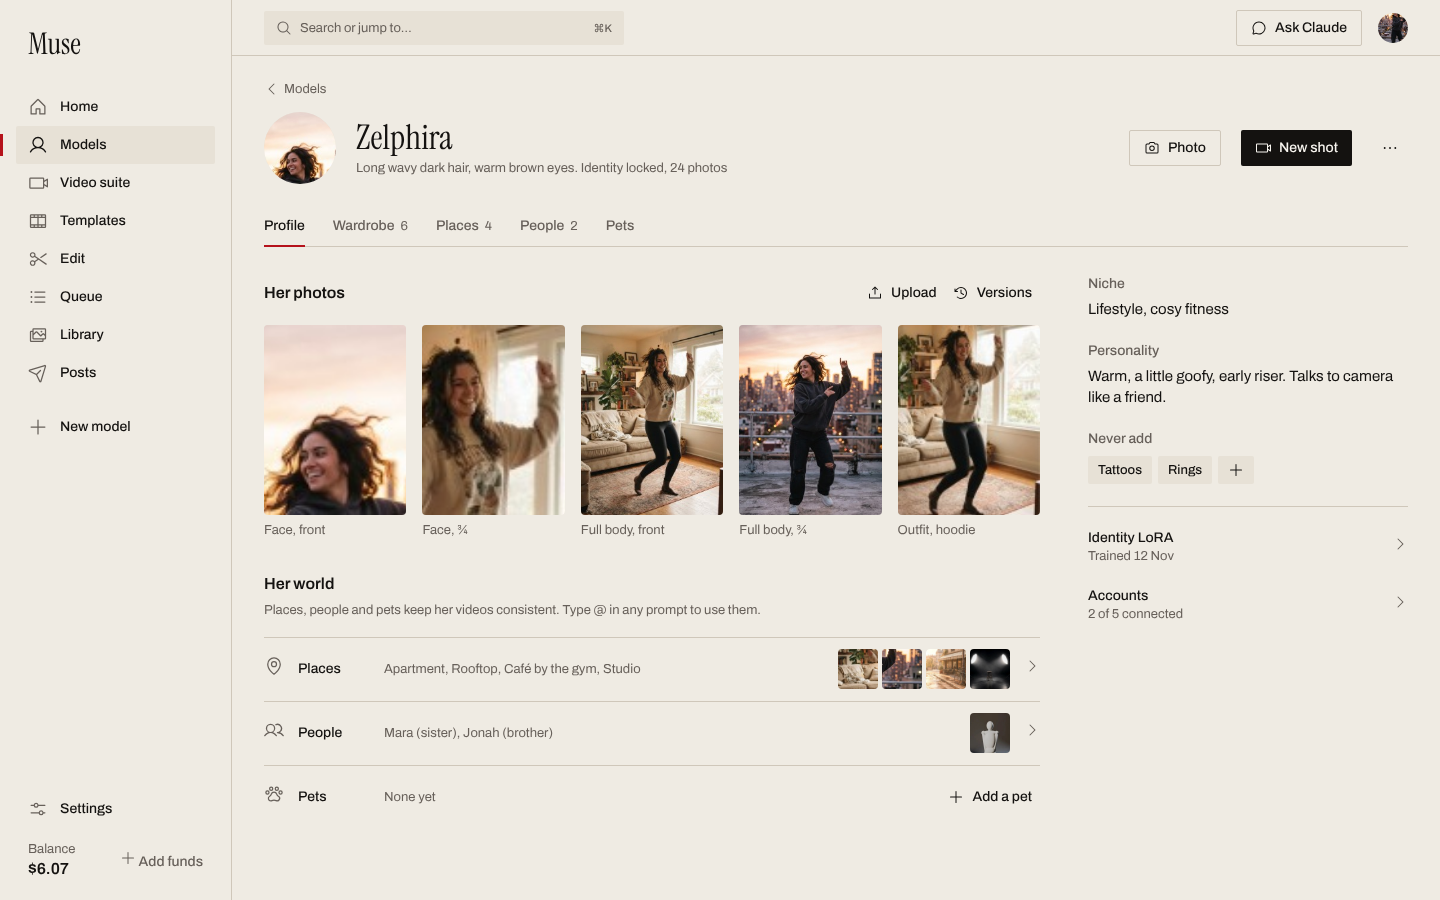 Muse
Search or jump to...
⌘K
Ask Claude
Home
Models
Video suite
Templates
Edit
Queue
Library
Posts
New model
Settings
Balance
$6.07
Add funds
Models
Zelphira
Long wavy dark hair, warm brown eyes. Identity locked, 24 photos
Photo
New shot
Profile
Wardrobe 6
Places 4
People 2
Pets
Her photos
Upload
Versions
Face, front
Face, ¾
Full body, front
Full body, ¾
Outfit, hoodie
Her world
Places, people and pets keep her videos consistent. Type @ in any prompt to use them.
Places
Apartment, Rooftop, Café by the gym, Studio
People
Mara (sister), Jonah (brother)
Pets
None yet
Add a pet
Niche
Lifestyle, cosy fitness
Personality
Warm, a little goofy, early riser. Talks to camera
like a friend.
Never add
Tattoos
Rings
Identity LoRA
Trained 12 Nov
Accounts
2 of 5 connected